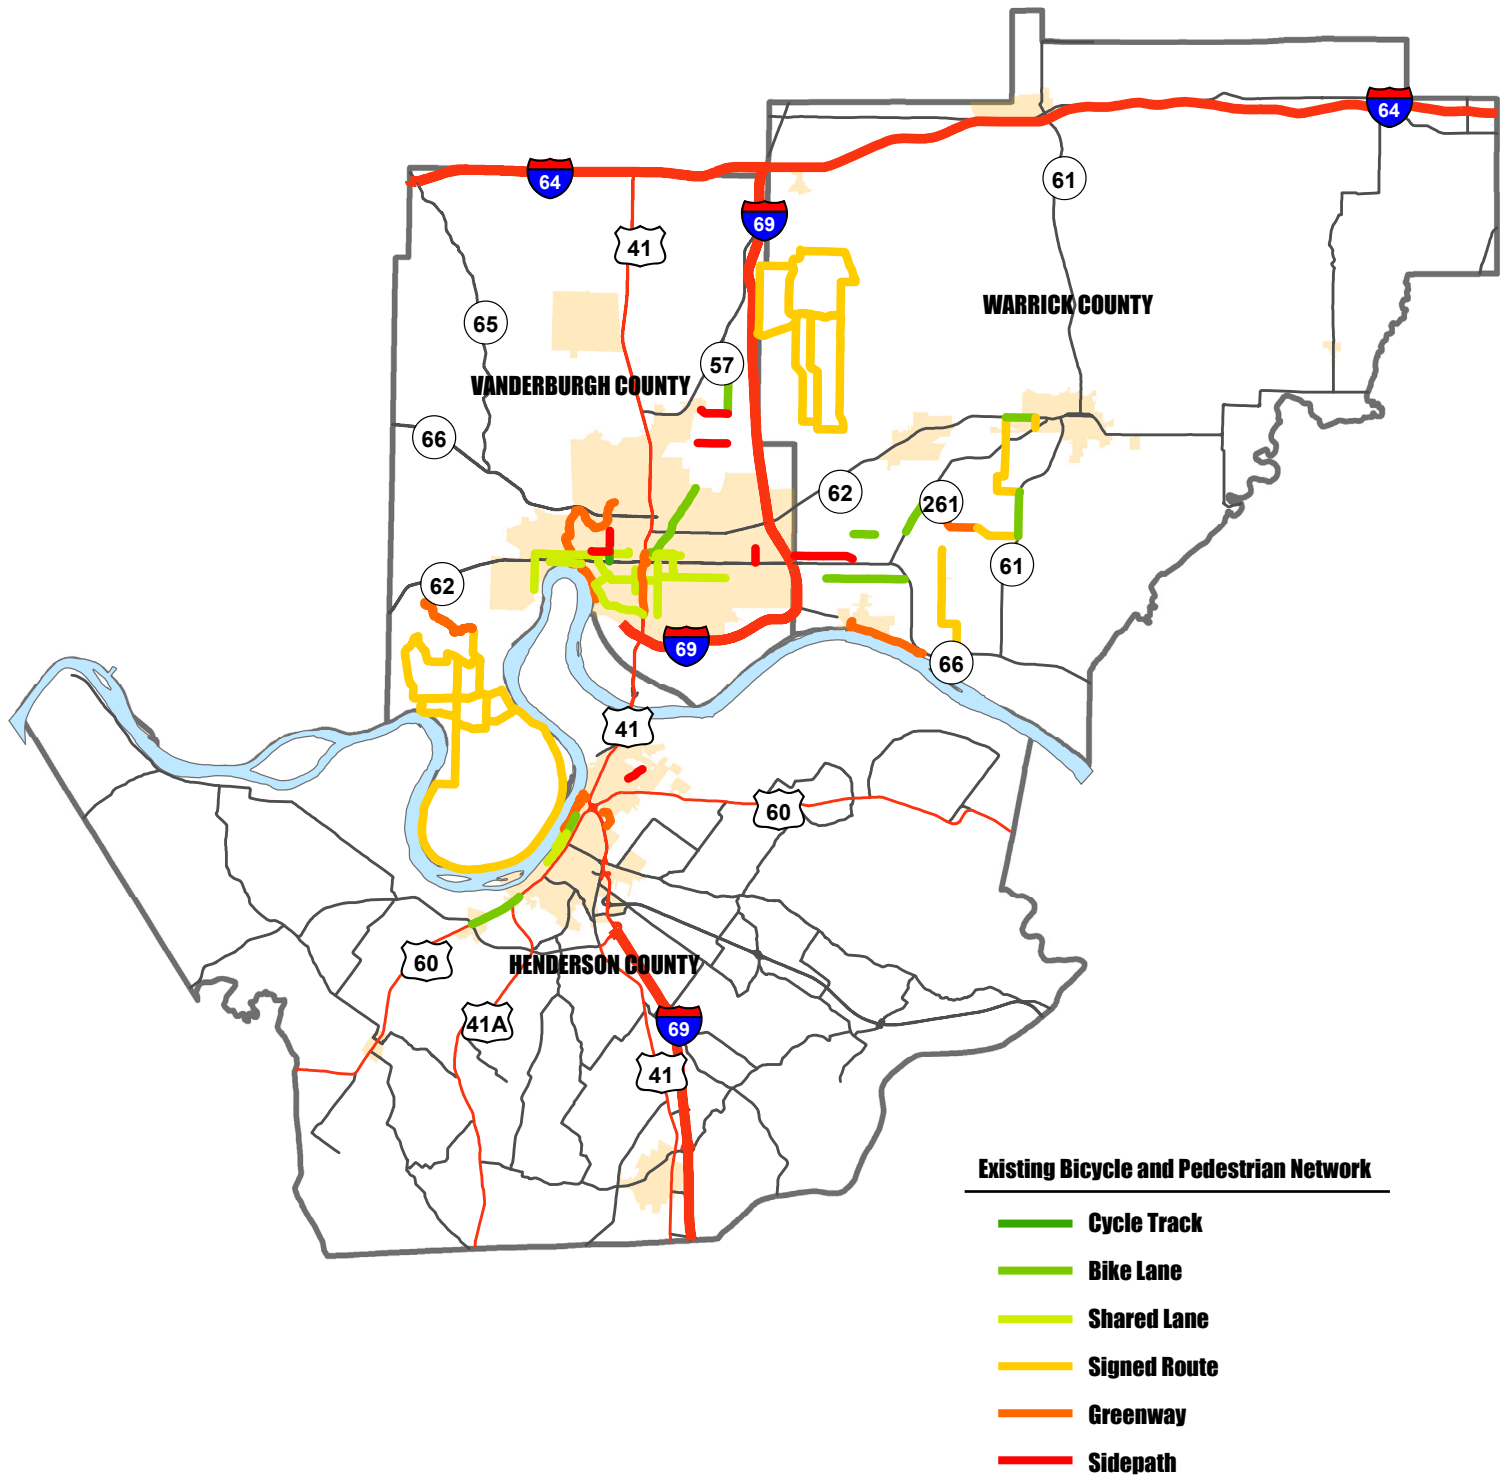 64
64
61
69
41
WARRICK COUNTY
65
57
VANDERBURGH COUNTY
66
62
261
61
62
69
66
41
60
60
HENDERSON COUNTY
41A
69
41
Existing Bicycle and Pedestrian Network
Cycle Track
Bike Lane
Shared Lane
Signed Route
Greenway
Sidepath